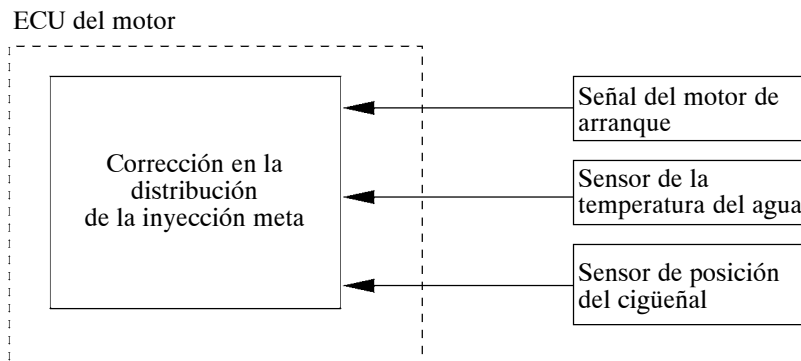 ECU del motor
Corrección en la
distribución
de la inyección meta
Señal del motor de
arranque
Sensor de la
temperatura del agua
Sensor de posición
del cigüeñal